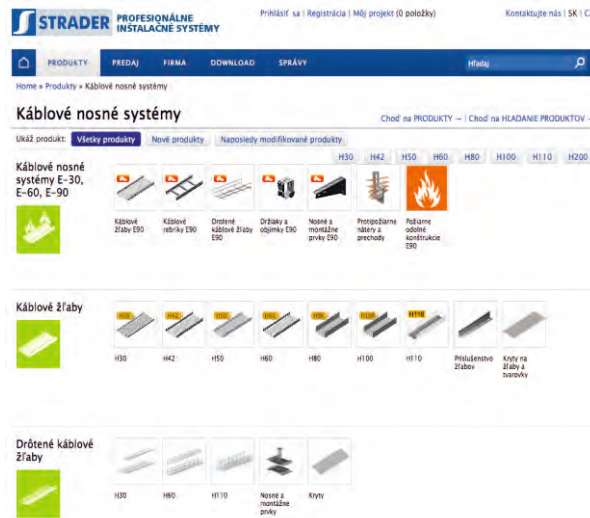 STRADER PROFESIONÁLNE
INSTALAČNÉ SYSTÉMY
Prihlásiť sa | Registrácia | Môj projekt (0 položky)
Kontaktujte nás | SK | C
PRODUKTY PREDAJ FIRMA DOWNLOAD SPRÁVY
Hľadaj
Home » Produkty » Káblové nosné systémy
Káblové nosné systémy
Choď na PRODUKTY → | Choď na HĽADANIE PRODUKTOV
Ukáž produkt: Všetky produkty Nové produkty Naposledy modifikované produkty
H30 H42 H50 H60 H80 H100 H110 H200
Káblové nosné
systémy E-30,
E-60, E-90
Káblové
žľaby E90
Káblové
rebríky E90
Drôtené
káblové žľaby
E90
Držiaky a
objímky E90
Nosné a
montážne
prvky E90
Protipožiarne
nátery a
prechody
Požiarne
odolné
konštrukcie
E90
Káblové žľaby
H30
H42
H50
H60
H80
H100
H110
H110
Príslušenstvo
žľabov
Kryty na
žľaby a
tvarovky
Drôtené káblové
žľaby
H30
H60
H110
Nosné a
montážne
prvky
Kryty